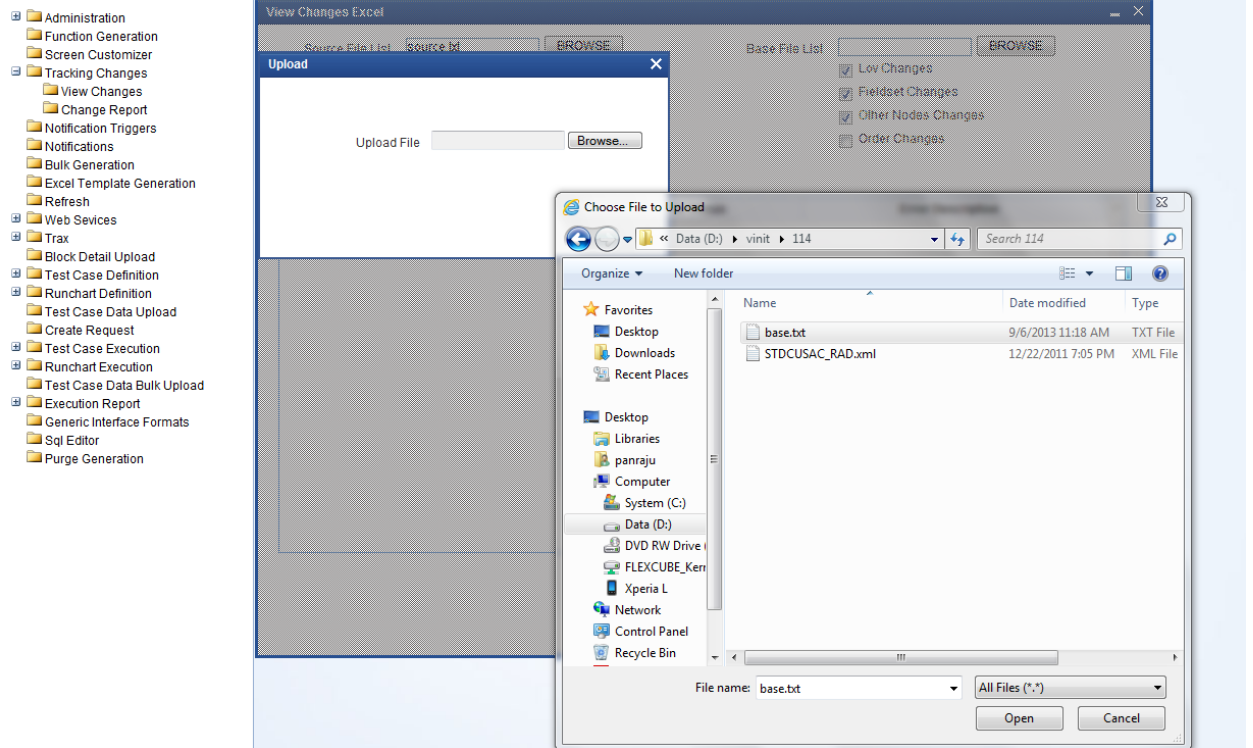 Administration
Function Generation
Screen Customizer
Tracking Changes
View Changes
Change Report
Notification Triggers
Notifications
Bulk Generation
Excel Template Generation
Refresh
Web Sevices
Trax
Block Detail Upload
Test Case Definition
Runchart Definition
Test Case Data Upload
Create Request
Test Case Execution
Runchart Execution
Test Case Data Bulk Upload
Execution Report
Generic Interface Formats
Sql Editor
Purge Generation
View Changes Excel
Source File List source.txt BROWSE Base File List BROWSE
Lov Changes
Fieldset Changes
Other Nodes Changes
Order Changes
Upload
Upload File Browse...
Choose File to Upload
« Data (D:) vinit 114 Search 114
Organize New folder
Name Date modified Type
base.txt 9/6/2013 11:18 AM TXT File
STDCUSAC_RAD.xml 12/22/2011 7:05 PM XML File
Favorites
Desktop
Downloads
Recent Places
Desktop
Libraries
panraju
Computer
System (C:)
Data (D:)
DVD RW Drive
FLEXCUBE_Kerr
Xperia L
Network
Control Panel
Recycle Bin
File name: base.txt All Files (*.*)
Open Cancel